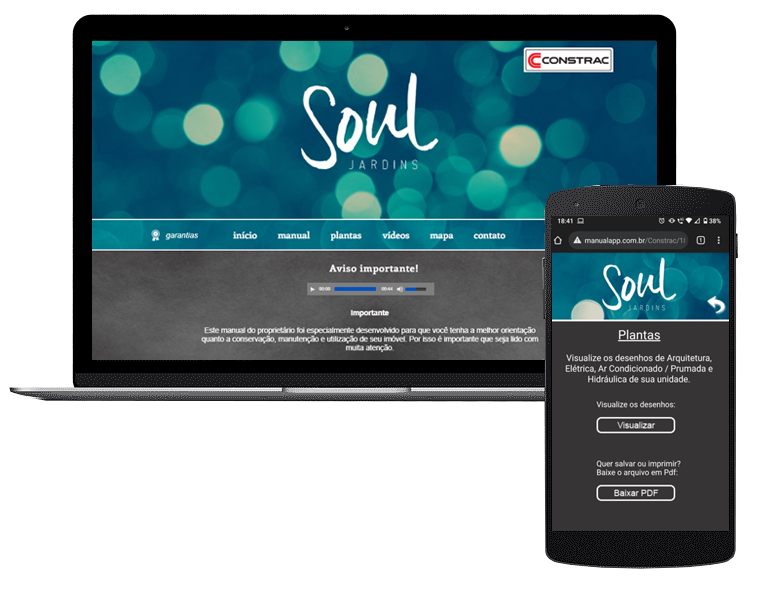 CONSTRAC
Soul
JARDINS
garantias
início
manual
plantas
vídeos
mapa
contato
Aviso importante!
00:00
00:44
Importante
Este manual do proprietário foi especialmente desenvolvido para que você tenha a melhor orientação
quanto a conservação, manutenção e utilização de seu imóvel. Por isso é importante que seja lido com
muita atenção.
18:41
38%
manualapp.com.br/Constrac/1
1
Soul
JARDINS
Plantas
Visualize os desenhos de Arquitetura,
Elétrica, Ar Condicionado / Prumada e
Hidráulica de sua unidade.
Visualize os desenhos:
Visualizar
Quer salvar ou imprimir?
Baixe o arquivo em Pdf:
Baixar PDF